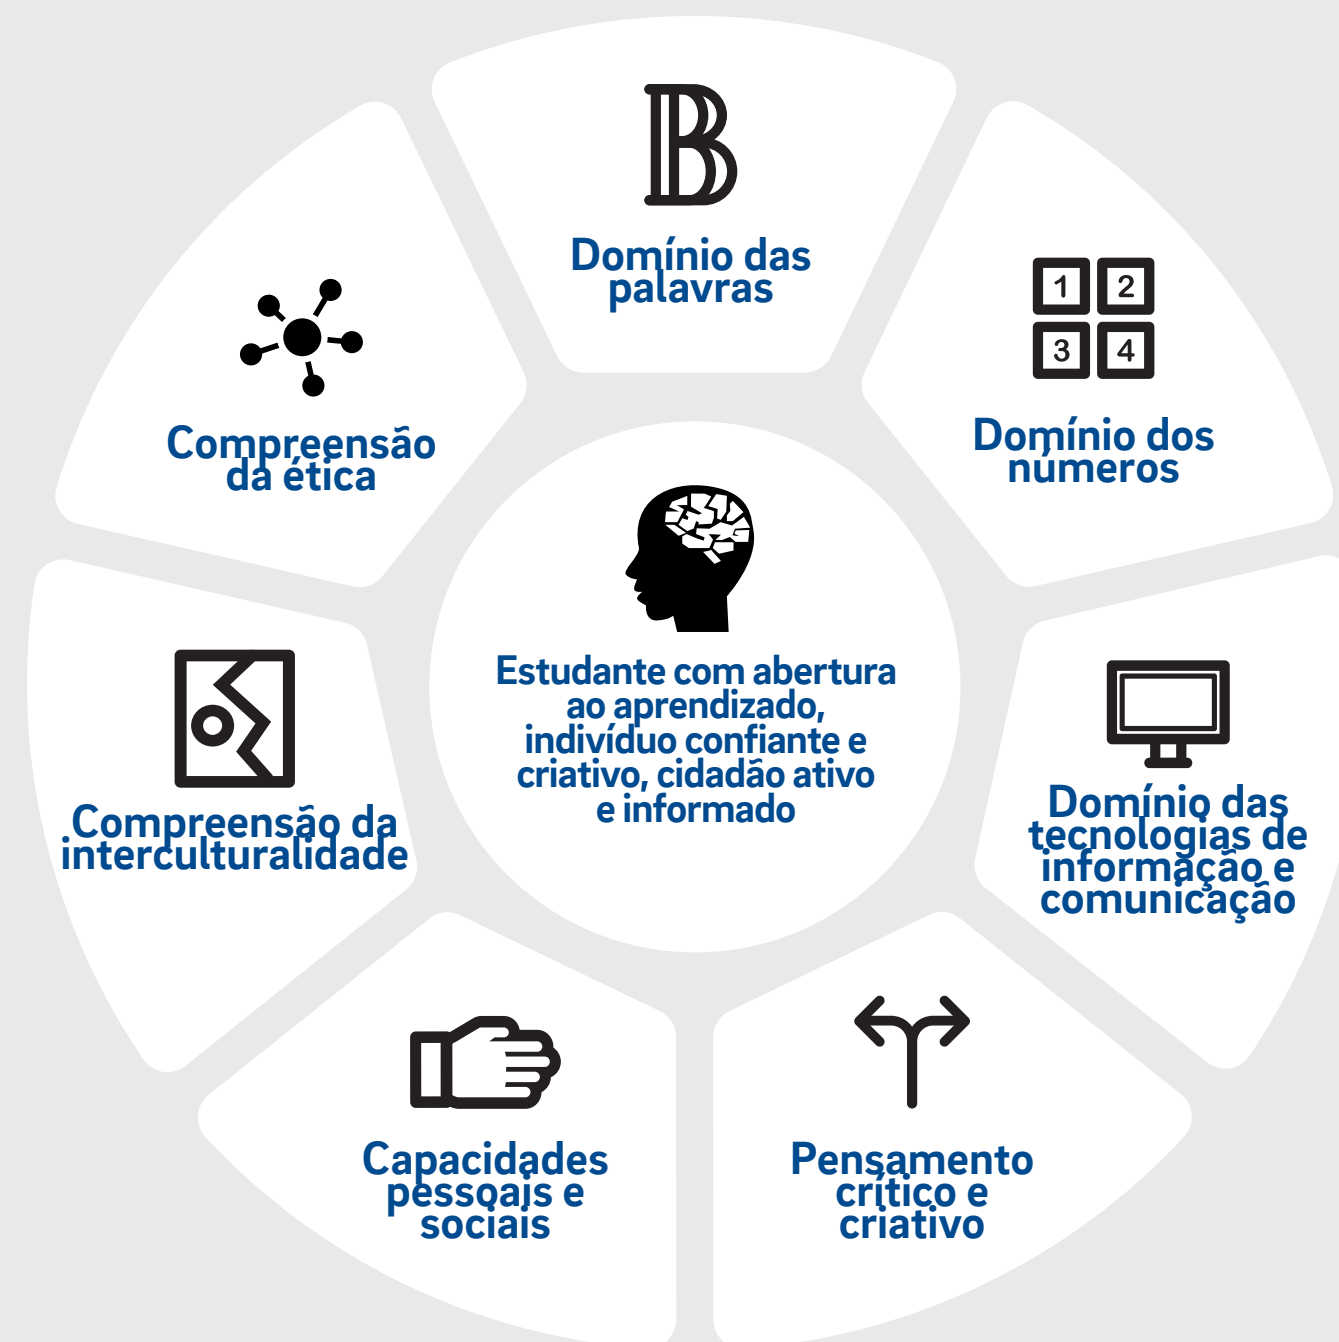 B
Domínio das
palavras
1 2
3 4
Domínio dos
números
Compreensão
da ética
Estudante com abertura
ao aprendizado,
indivíduo confiante e
criativo, cidadão ativo
e informado
Compreensão da
interculturalidade
Domínio das
tecnologias de
informação e
comunicação
Capacidades
pessoais e
sociais
Pensamento
crítico e
criativo